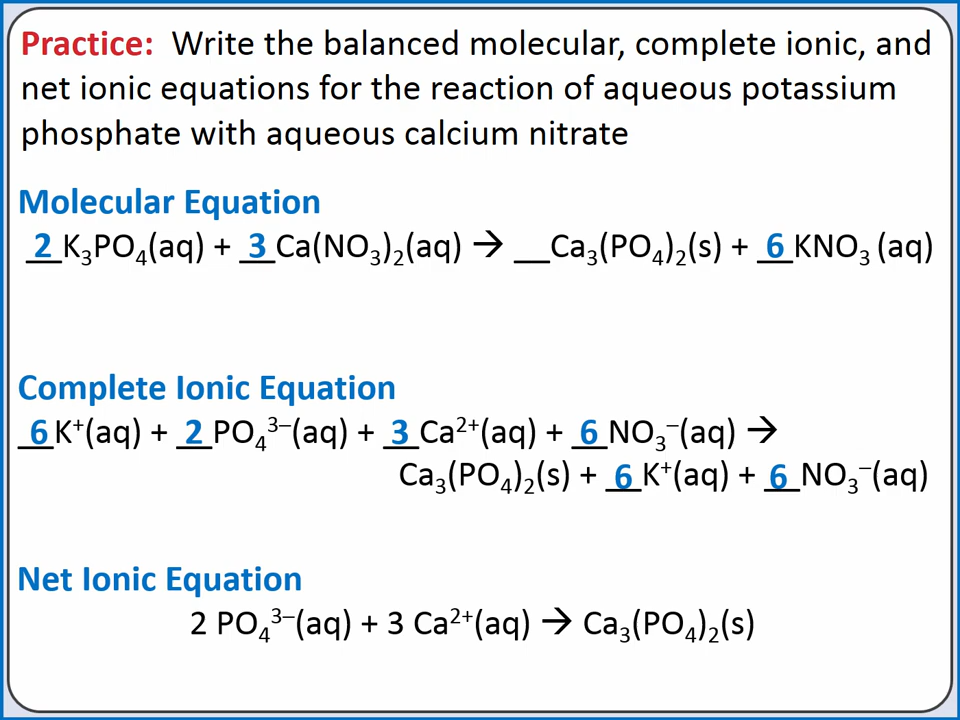 Practice: Write the balanced molecular, complete ionic, and
net ionic equations for the reaction of aqueous potassium
phosphate with aqueous calcium nitrate
Molecular Equation
2 K₃PO₄(aq) + 3 Ca(NO₃)₂(aq) → __Ca₃(PO₄)₂(s) + 6 KNO₃ (aq)
Complete Ionic Equation
6 K⁺(aq) + 2 PO₄³⁻(aq) + 3 Ca²⁺(aq) + 6 NO₃⁻(aq) →
Ca₃(PO₄)₂(s) + 6 K⁺(aq) + 6 NO₃⁻(aq)
Net Ionic Equation
2 PO₄³⁻(aq) + 3 Ca²⁺(aq) → Ca₃(PO₄)₂(s)